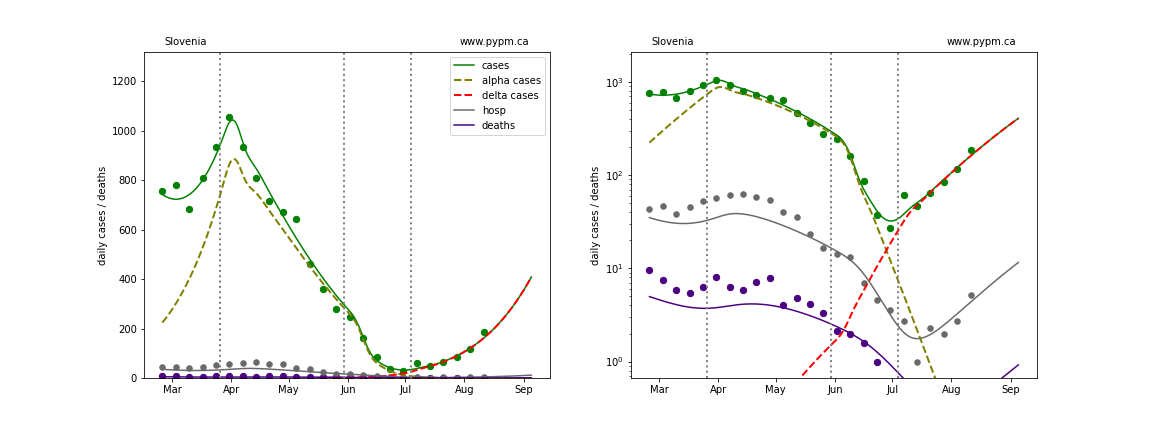 Slovenia www.pypm.ca
1200
1000
800
600
400
200
0
daily cases / deaths
Mar Apr May Jun Jul Aug Sep
cases
alpha cases
delta cases
hosp
deaths
Slovenia www.pypm.ca
10³
10²
10¹
10⁰
daily cases / deaths
Mar Apr May Jun Jul Aug Sep